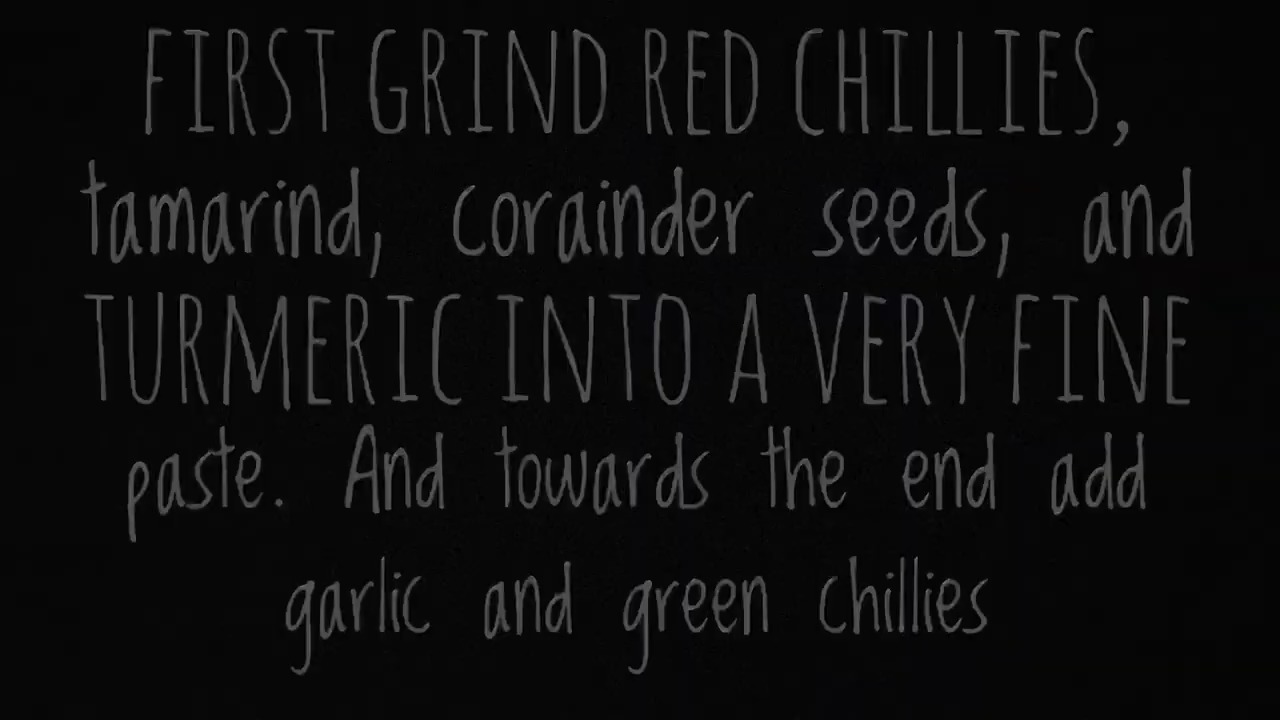 FIRST GRIND RED CHILLIES,
tamarind, corainder seeds, and
TURMERIC INTO A VERY FINE
paste. And towards the end add
garlic and green chillies